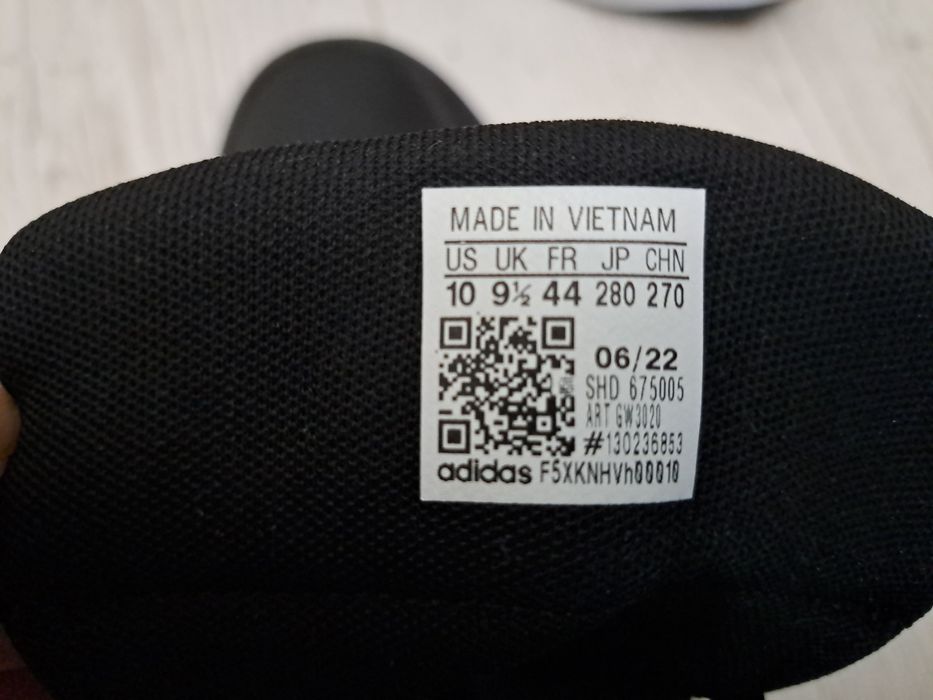 MADE IN VIETNAM
US UK FR JP CHN
10 9½ 44 280 270
06/22
SHD 675005
ART GW3020
#130236853
adidas F5XKNHVh00010